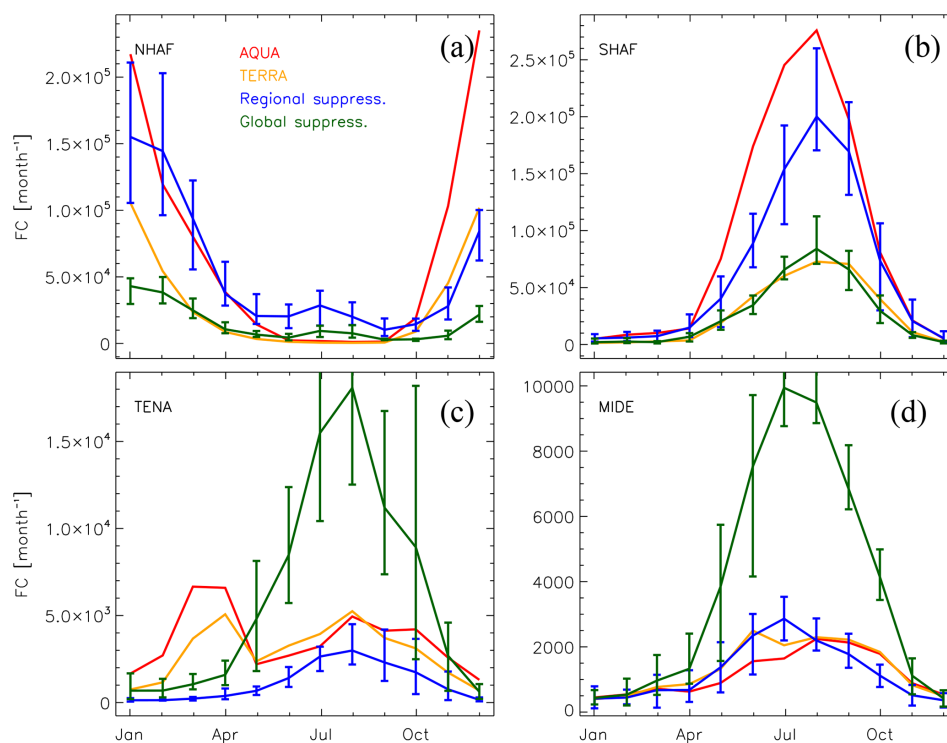 NHAF
(a)
AQUA
TERRA
Regional suppress.
Global suppress.
2.0×10⁵
1.5×10⁵
1.0×10⁵
5.0×10⁴
0
FC [month⁻¹]
SHAF
(b)
2.5×10⁵
2.0×10⁵
1.5×10⁵
1.0×10⁵
5.0×10⁴
0
TENA
(c)
1.5×10⁴
1.0×10⁴
5.0×10³
0
FC [month⁻¹]
Jan Apr Jul Oct
MIDE
(d)
10000
8000
6000
4000
2000
0
Jan Apr Jul Oct